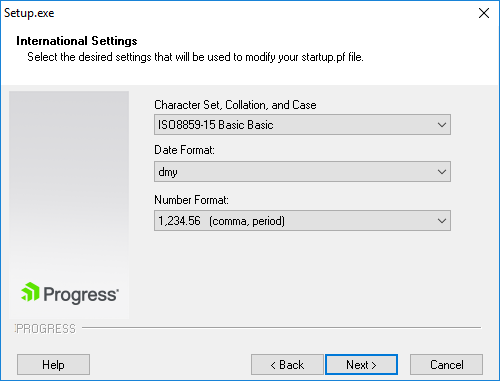 Setup.exe
International Settings
Select the desired settings that will be used to modify your startup.pf file.
Character Set, Collation, and Case
ISO8859-15 Basic Basic
Date Format:
dmy
Number Format:
1,234.56 (comma, period)
Progress
PROGRESS
Help
< Back
Next >
Cancel